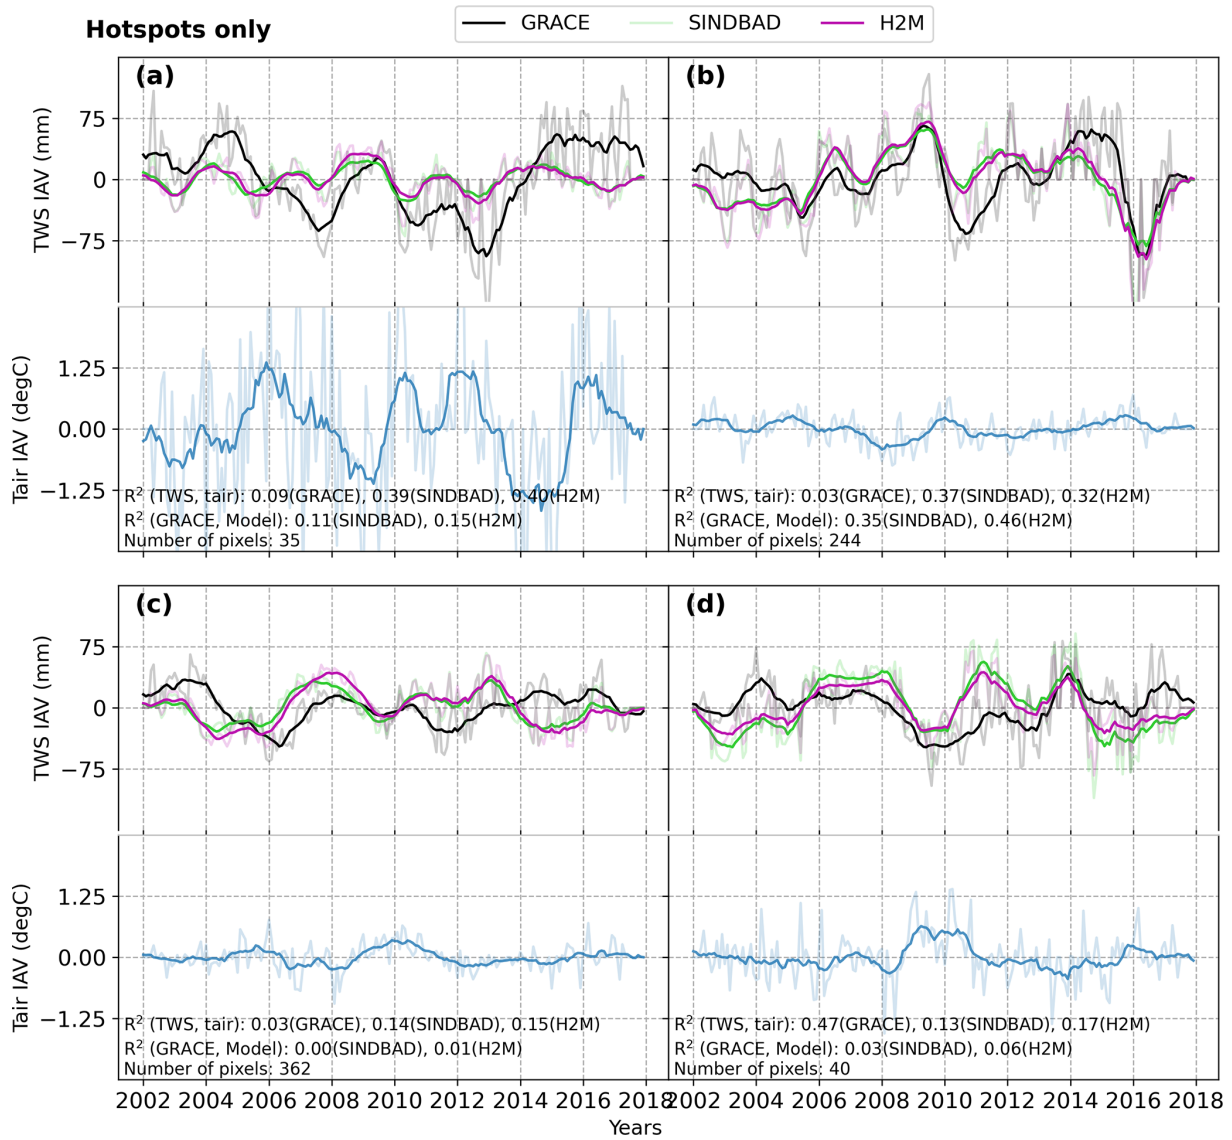 Hotspots only
GRACE SINDBAD H2M
(a) (b)
TWS IAV (mm)
75
0
−75
Tair IAV (degC)
1.25
0.00
−1.25
R² (TWS, tair): 0.09(GRACE), 0.39(SINDBAD), 0.40(H2M)
R² (GRACE, Model): 0.11(SINDBAD), 0.15(H2M)
Number of pixels: 35
R² (TWS, tair): 0.03(GRACE), 0.37(SINDBAD), 0.32(H2M)
R² (GRACE, Model): 0.35(SINDBAD), 0.46(H2M)
Number of pixels: 244
(c) (d)
TWS IAV (mm)
75
0
−75
Tair IAV (degC)
1.25
0.00
−1.25
R² (TWS, tair): 0.03(GRACE), 0.14(SINDBAD), 0.15(H2M)
R² (GRACE, Model): 0.00(SINDBAD), 0.01(H2M)
Number of pixels: 362
R² (TWS, tair): 0.47(GRACE), 0.13(SINDBAD), 0.17(H2M)
R² (GRACE, Model): 0.03(SINDBAD), 0.06(H2M)
Number of pixels: 40
2002 2004 2006 2008 2010 2012 2014 2016 2018 2002 2004 2006 2008 2010 2012 2014 2016 2018
Years